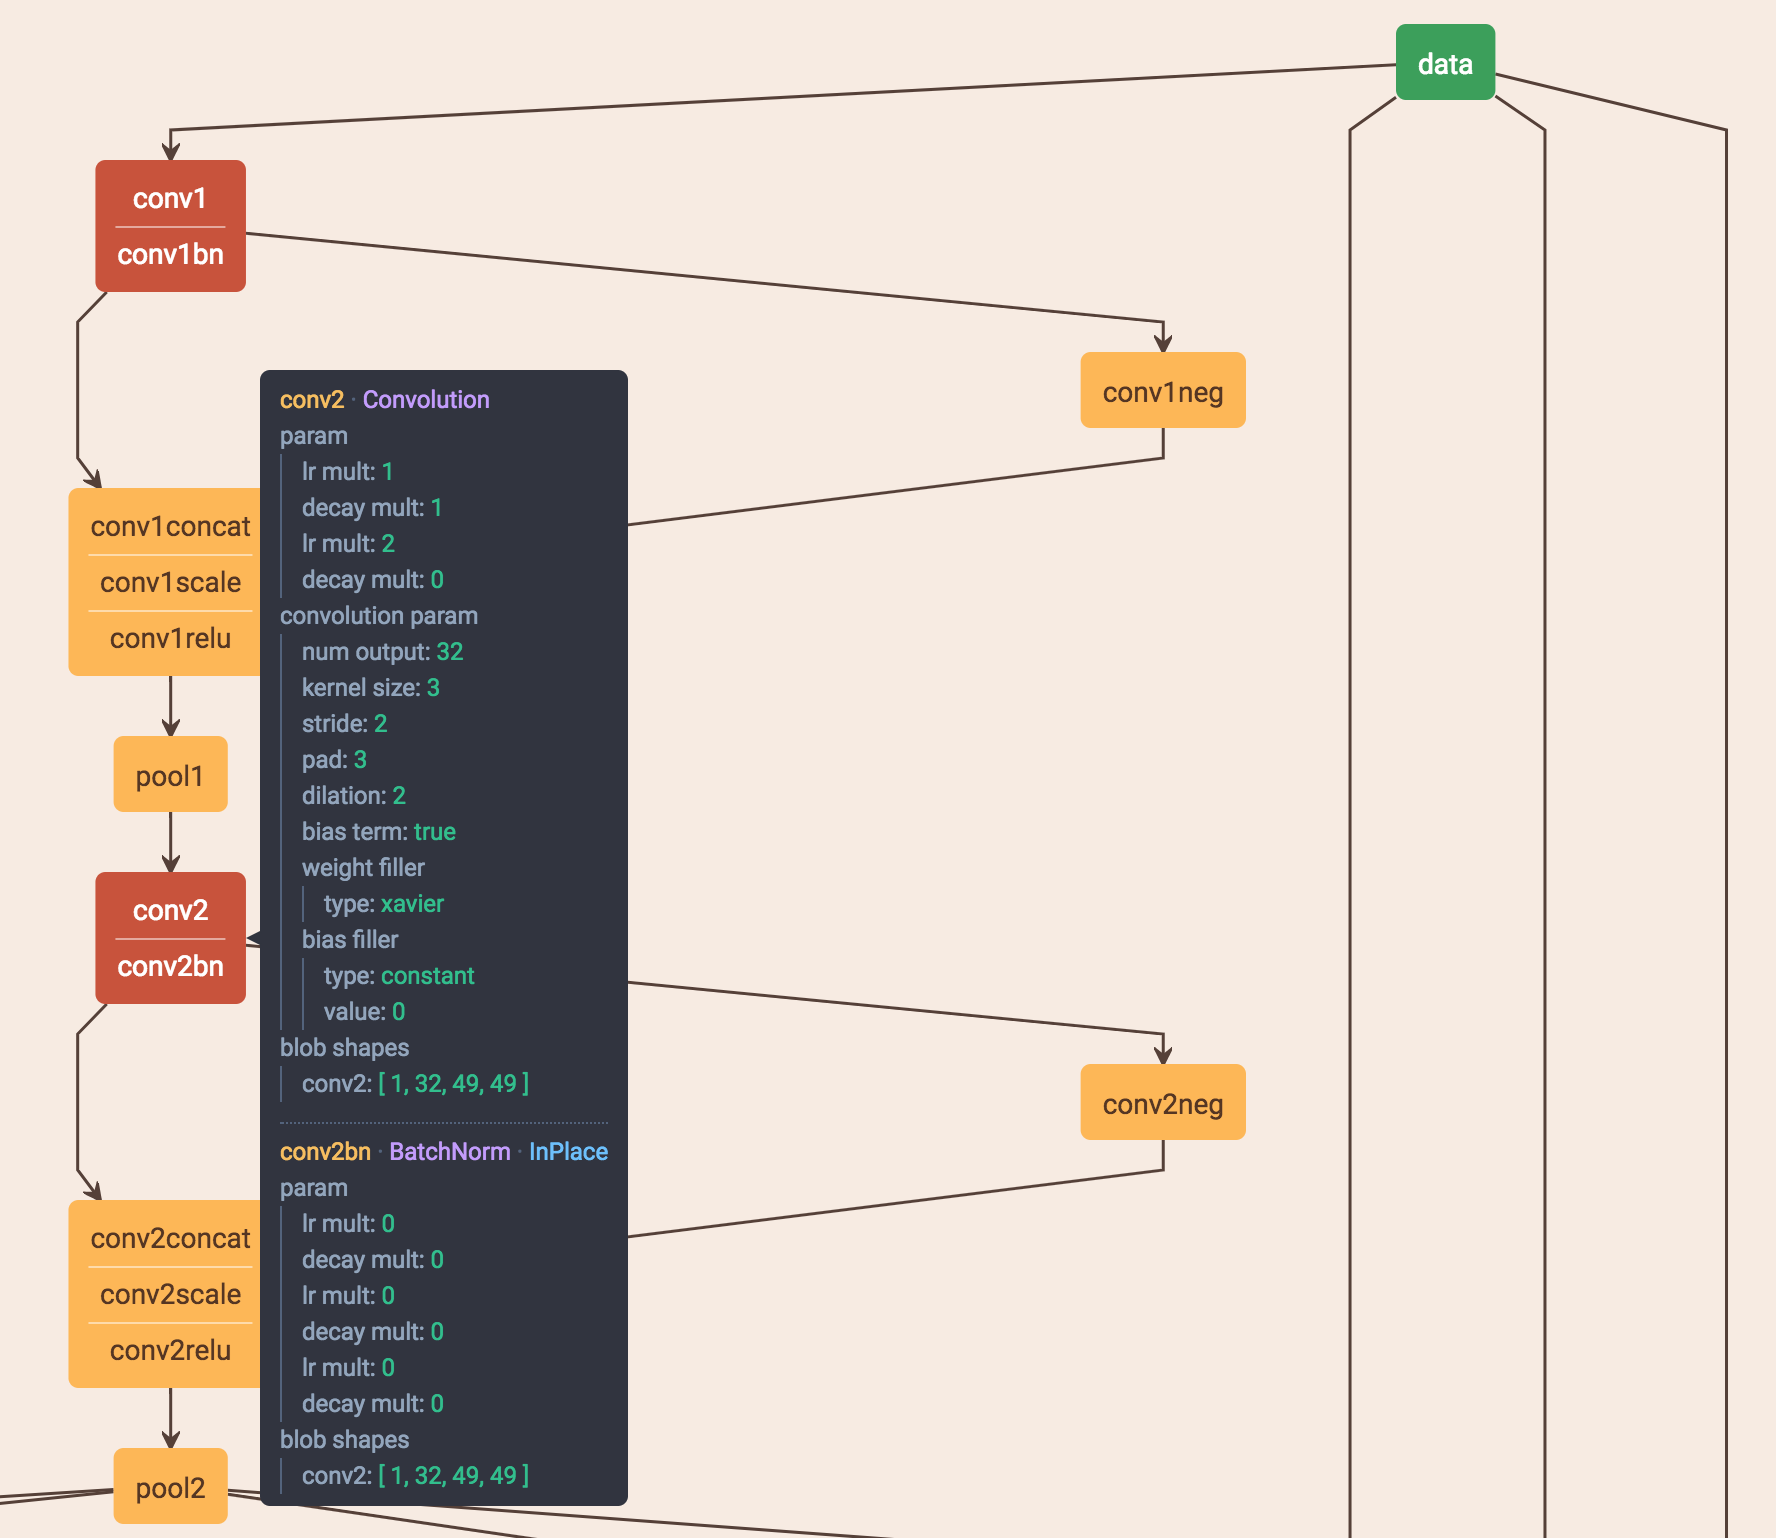 data
conv1
conv1bn
conv1neg
conv1concat
conv1scale
conv1relu
pool1
conv2
conv2bn
conv2neg
conv2concat
conv2scale
conv2relu
pool2
conv2 · Convolution
param
lr mult: 1
decay mult: 1
lr mult: 2
decay mult: 0
convolution param
num output: 32
kernel size: 3
stride: 2
pad: 3
dilation: 2
bias term: true
weight filler
type: xavier
bias filler
type: constant
value: 0
blob shapes
conv2: [ 1, 32, 49, 49 ]
conv2bn · BatchNorm · InPlace
param
lr mult: 0
decay mult: 0
lr mult: 0
decay mult: 0
lr mult: 0
decay mult: 0
blob shapes
conv2: [ 1, 32, 49, 49 ]